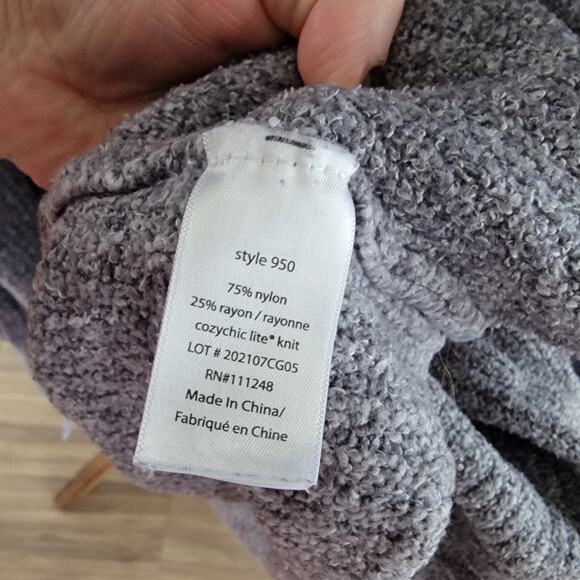 style 950
75% nylon
25% rayon / rayonne
cozychic lite® knit
LOT # 202107CG05
RN#111248
Made In China/
Fabriqué en Chine